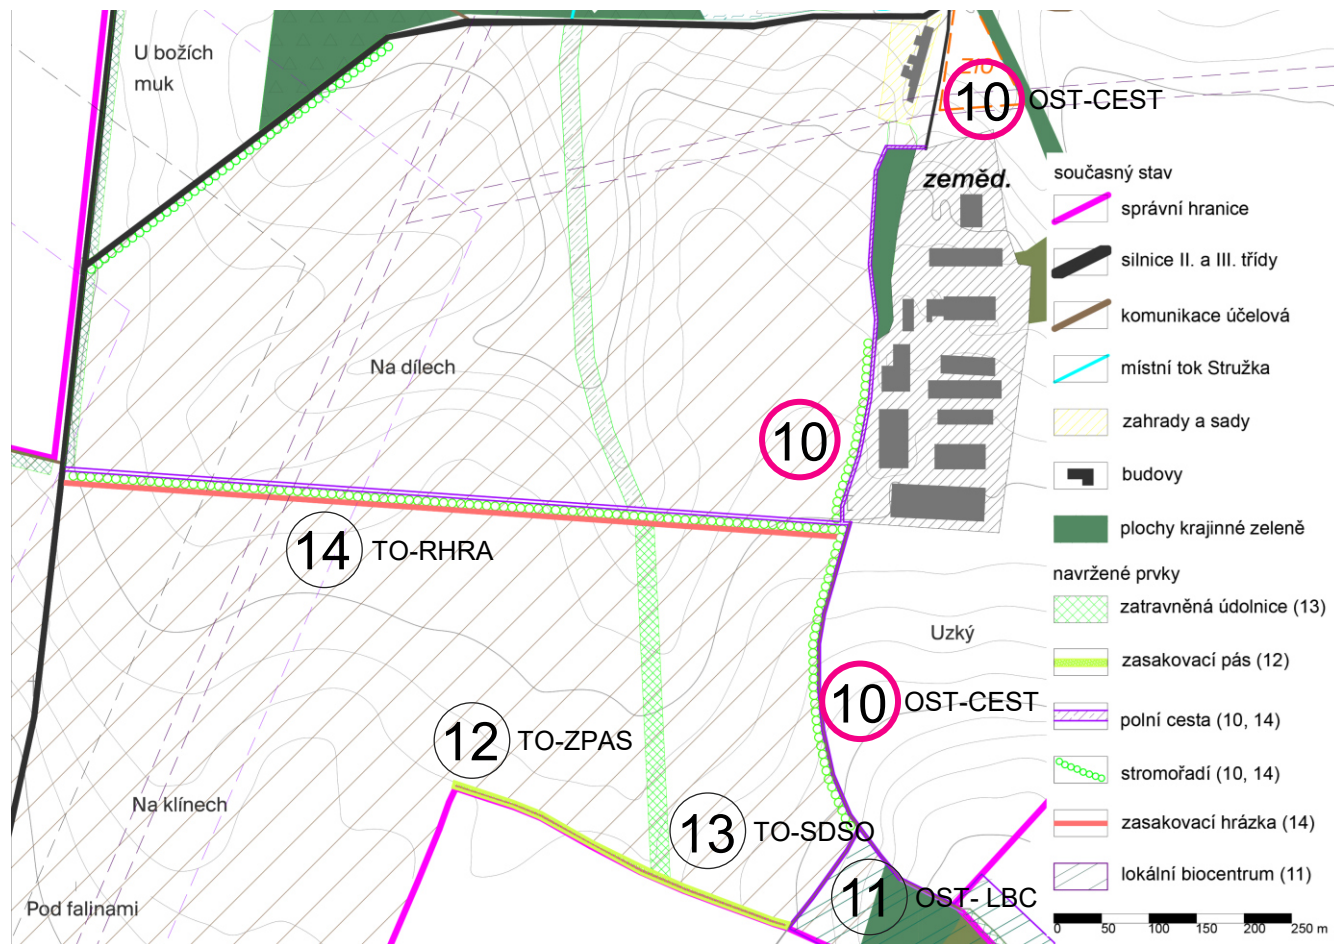 U božích
muk
Z10
10 OST-CEST
zeměd.
Na dílech
10
14 TO-RHRA
Uzký
10 OST-CEST
12 TO-ZPAS
Na klínech
13 TO-SDSO
11 OST- LBC
Pod falinami
současný stav
správní hranice
silnice II. a III. třídy
komunikace účelová
místní tok Stružka
zahrady a sady
budovy
plochy krajinné zeleně
navržené prvky
zatravněná údolnice (13)
zasakovací pás (12)
polní cesta (10, 14)
stromořadí (10, 14)
zasakovací hrázka (14)
lokální biocentrum (11)
0 50 100 150 200 250 m